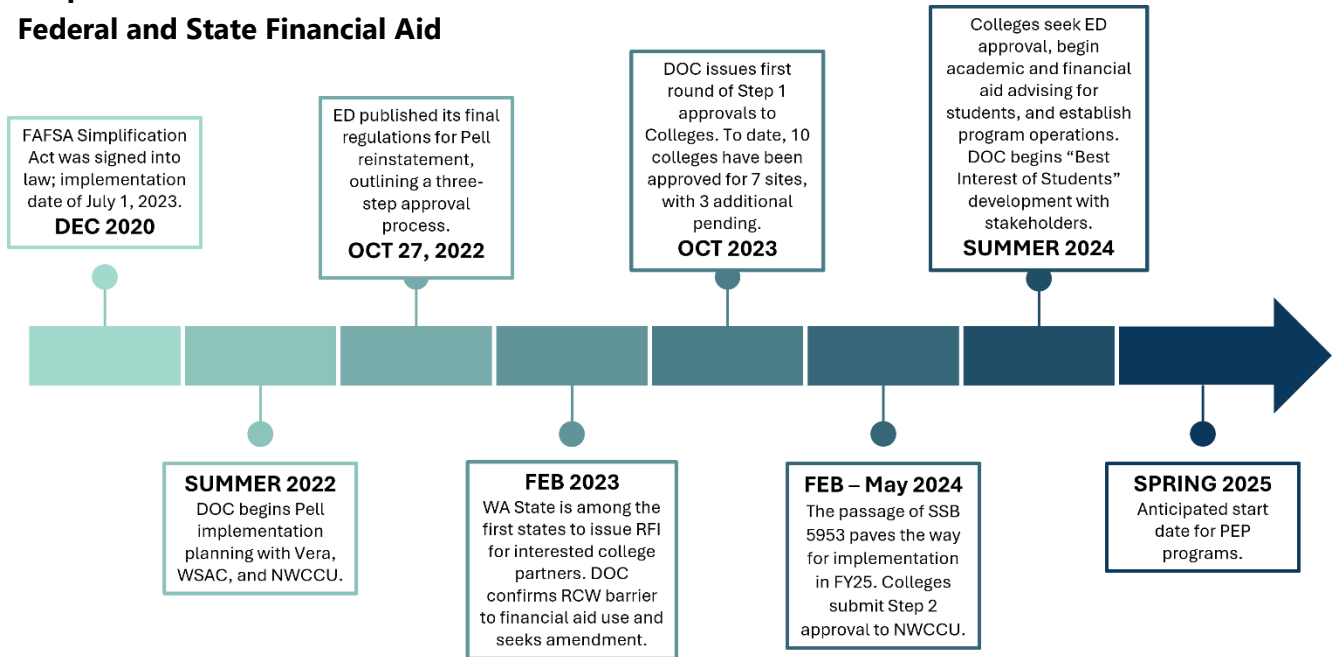 Federal and State Financial Aid
FAFSA Simplification
Act was signed into
law; implementation
date of July 1, 2023.
DEC 2020
SUMMER 2022
DOC begins Pell
implementation
planning with Vera,
WSAC, and NWCCU.
ED published its final
regulations for Pell
reinstatement,
outlining a three-
step approval
process.
OCT 27, 2022
FEB 2023
WA State is among the
first states to issue RFI
for interested college
partners. DOC
confirms RCW barrier
to financial aid use and
seeks amendment.
DOC issues first
round of Step 1
approvals to
Colleges. To date, 10
colleges have been
approved for 7 sites,
with 3 additional
pending.
OCT 2023
FEB – May 2024
The passage of SSB
5953 paves the way
for implementation
in FY25. Colleges
submit Step 2
approval to NWCCU.
Colleges seek ED
approval, begin
academic and financial
aid advising for
students, and establish
program operations.
DOC begins “Best
Interest of Students”
development with
stakeholders.
SUMMER 2024
SPRING 2025
Anticipated start
date for PEP
programs.